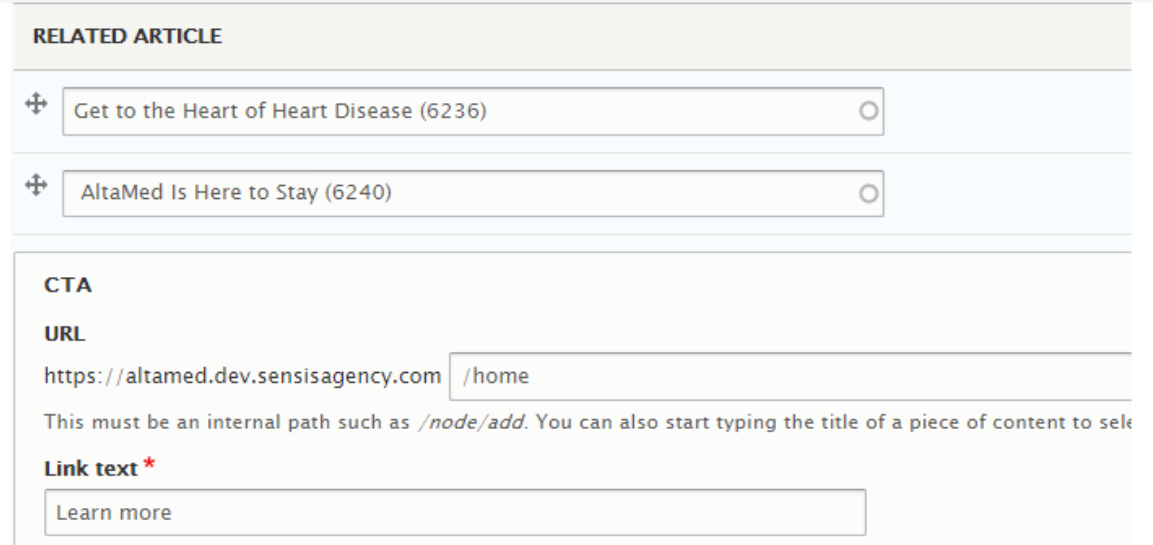 RELATED ARTICLE
Get to the Heart of Heart Disease (6236)
AltaMed Is Here to Stay (6240)
CTA
URL
https://altamed.dev.sensisagency.com /home
This must be an internal path such as /node/add. You can also start typing the title of a piece of content to sele
Link text *
Learn more